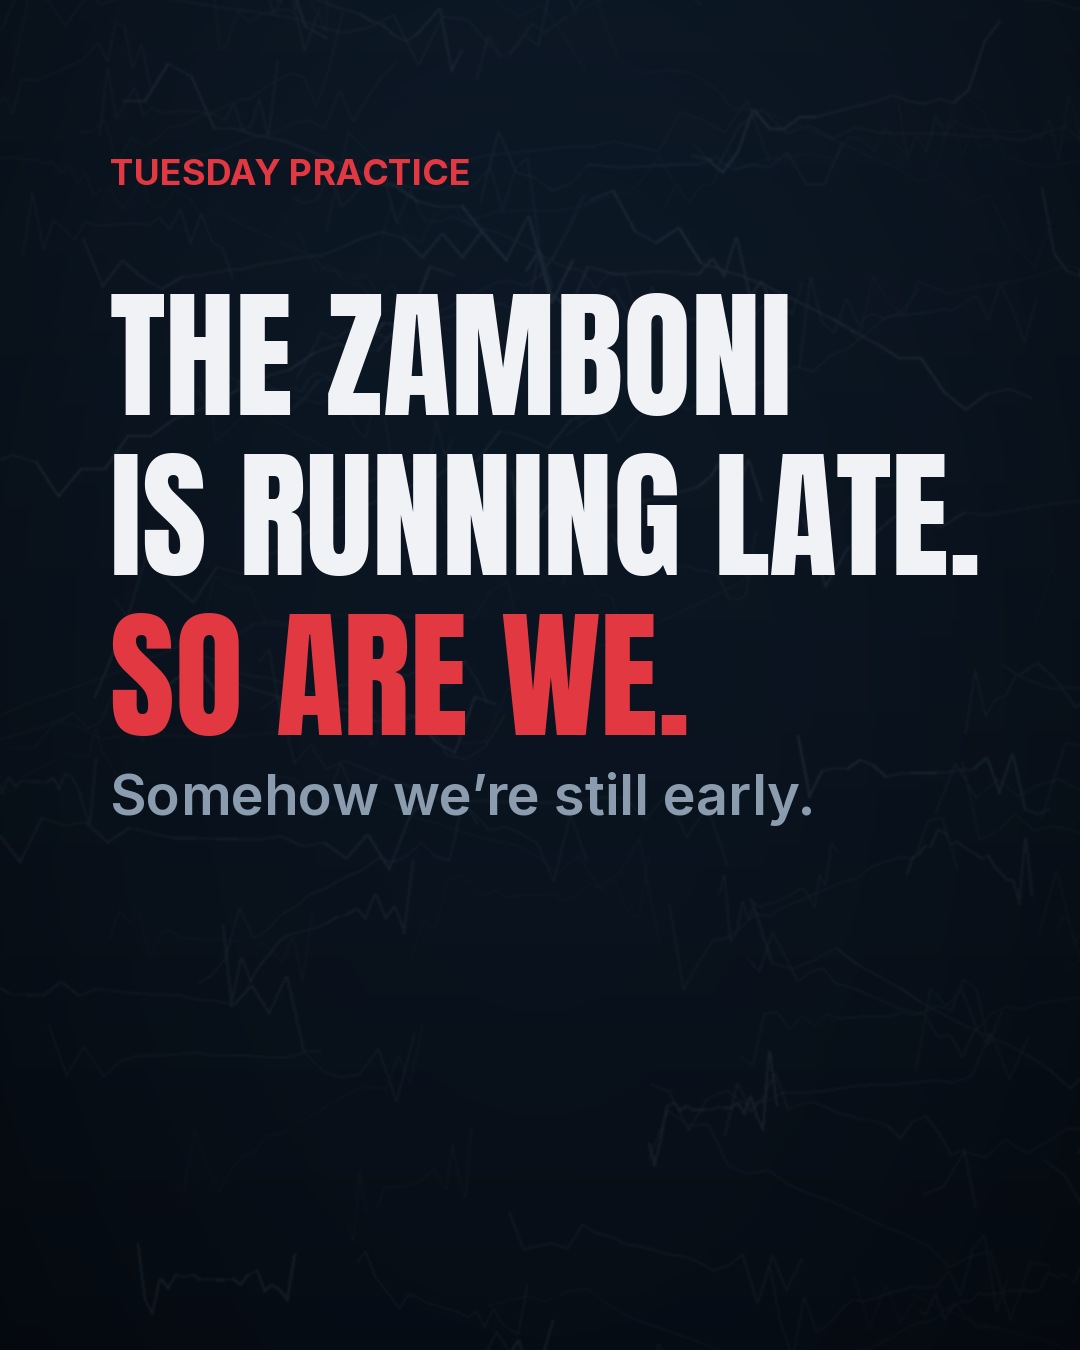 TUESDAY PRACTICE
THE ZAMBONI
IS RUNNING LATE.
SO ARE WE.
Somehow we’re still early.